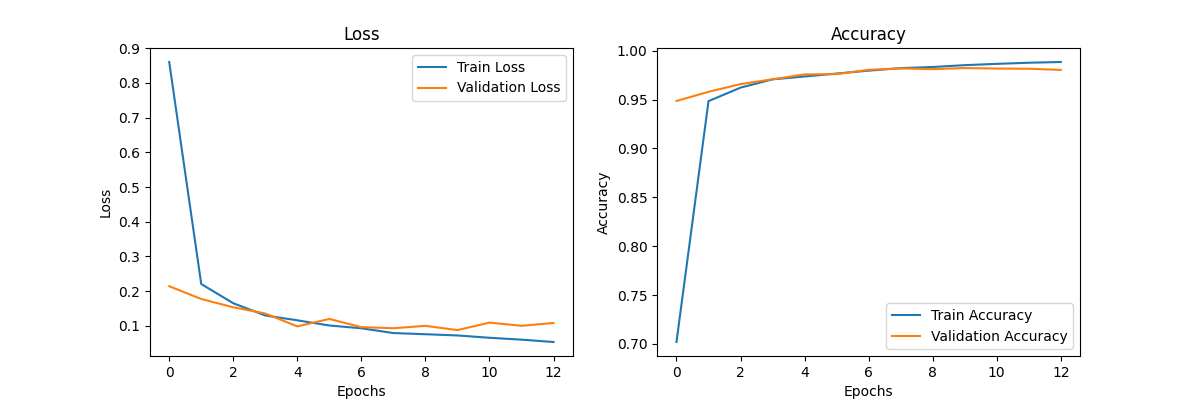 Loss
0.9
0.8
0.7
0.6
0.5
0.4
0.3
0.2
0.1
Loss
Train Loss
Validation Loss
0 2 4 6 8 10 12
Epochs
Accuracy
1.00
0.95
0.90
0.85
0.80
0.75
0.70
Accuracy
Train Accuracy
Validation Accuracy
0 2 4 6 8 10 12
Epochs